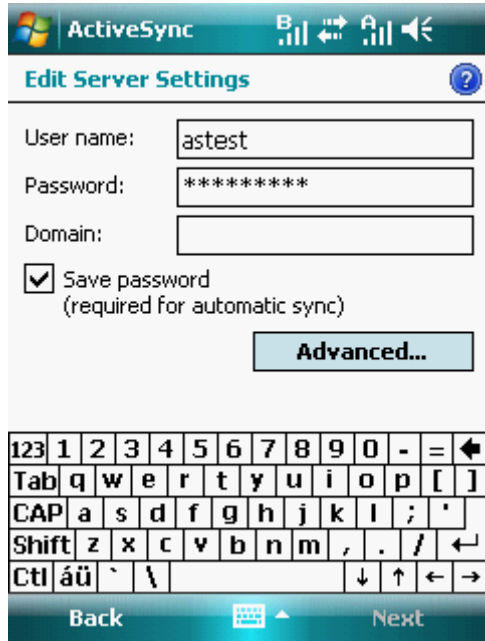 ActiveSync B A
Edit Server Settings ?
User name: astest
Password: *********
Domain:
Save password
(required for automatic sync)
Advanced...
123 1 2 3 4 5 6 7 8 9 0 - =
Tab q w e r t y u i o p [ ]
CAP a s d f g h j k l ; '
Shift z x c v b n m , . /
Ctl áü ` \
Back Next